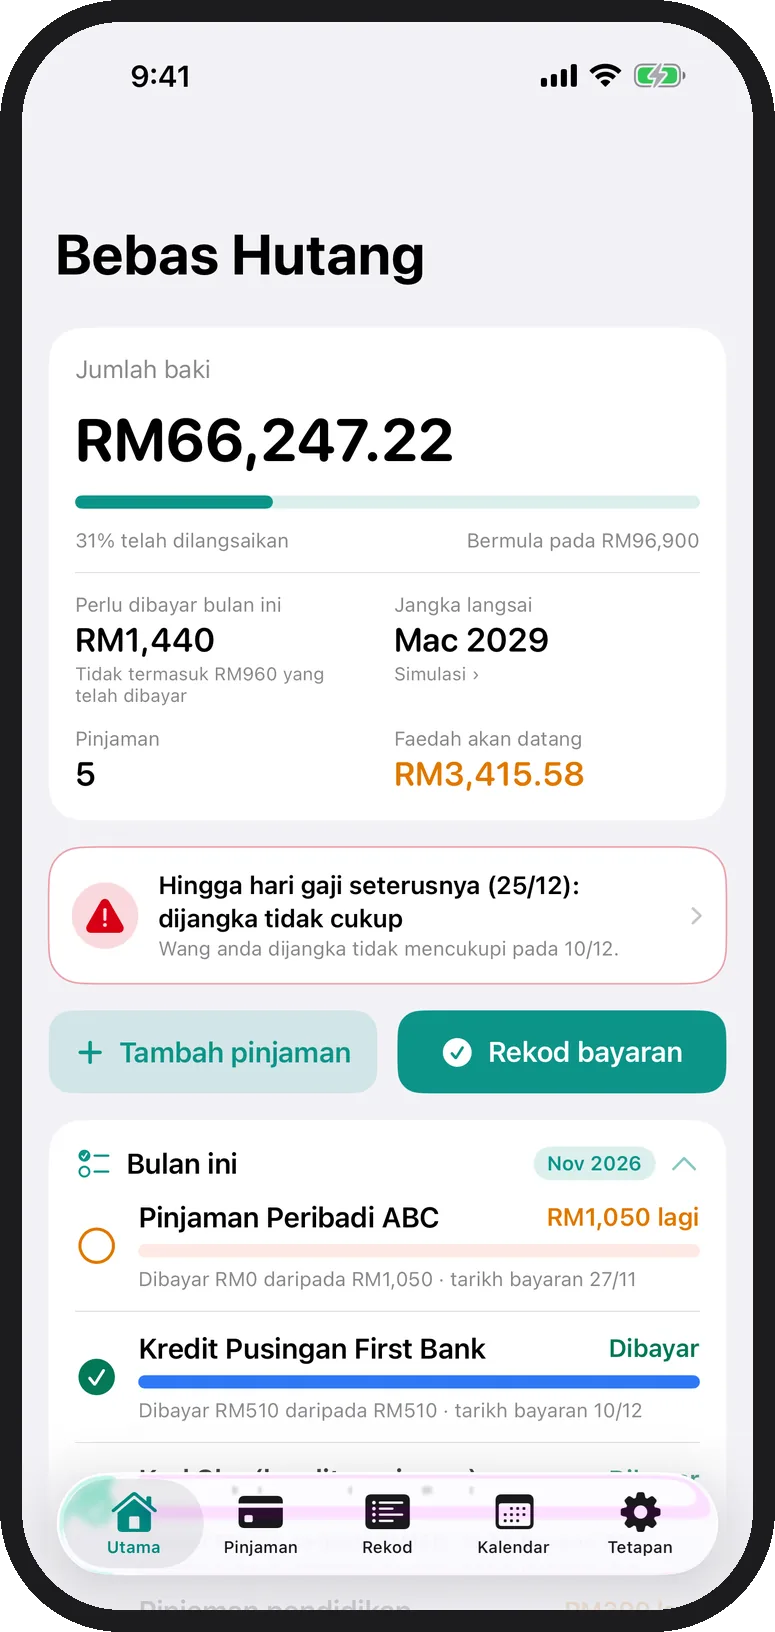 9:41
Bebas Hutang
Jumlah baki
RM66,247.22
31% telah dilangsaikan
Bermula pada RM96,900
Perlu dibayar bulan ini
RM1,440
Tidak termasuk RM960 yang
telah dibayar
Jangka langsai
Mac 2029
Simulasi ›
Pinjaman
5
Faedah akan datang
RM3,415.58
Hingga hari gaji seterusnya (25/12):
dijangka tidak cukup
Wang anda dijangka tidak mencukupi pada 10/12.
Tambah pinjaman
Rekod bayaran
Bulan ini
Nov 2026
Pinjaman Peribadi ABC
RM1,050 lagi
Dibayar RM0 daripada RM1,050 · tarikh bayaran 27/11
Kredit Pusingan First Bank
Dibayar
Dibayar RM510 daripada RM510 · tarikh bayaran 10/12
Dibayar
Utama
Pinjaman
Rekod
Kalendar
Tetapan
Pinjaman pendidikan